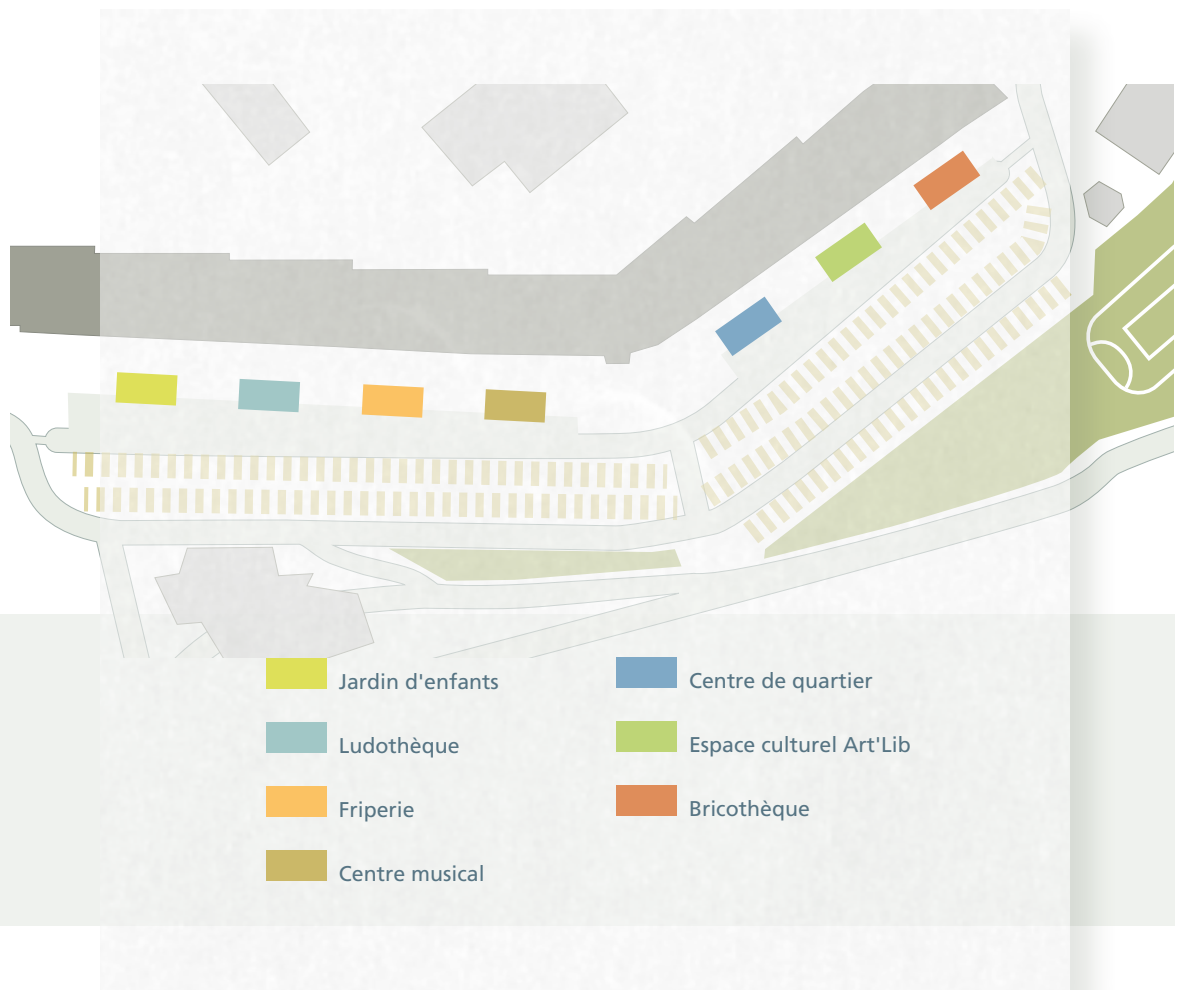 Jardin d'enfants
Ludothèque
Friperie
Centre musical
Centre de quartier
Espace culturel Art'Lib
Bricothèque